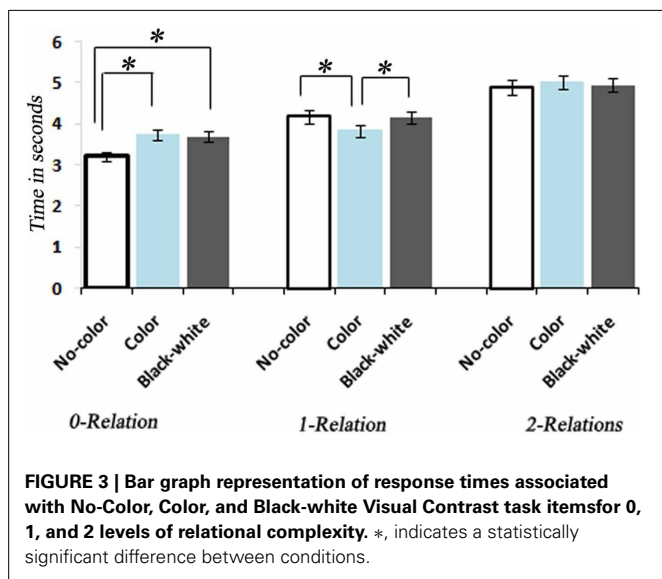 *
*
*
*
Time in seconds
6
5
4
3
2
1
0
No-color
Color
Black-white
No-color
Color
Black-white
No-color
Color
Black-white
0-Relation
1-Relation
2-Relations
FIGURE 3 | Bar graph representation of response times associated
with No-Color, Color, and Black-white Visual Contrast task itemsfor 0,
1, and 2 levels of relational complexity. *, indicates a statistically
significant difference between conditions.